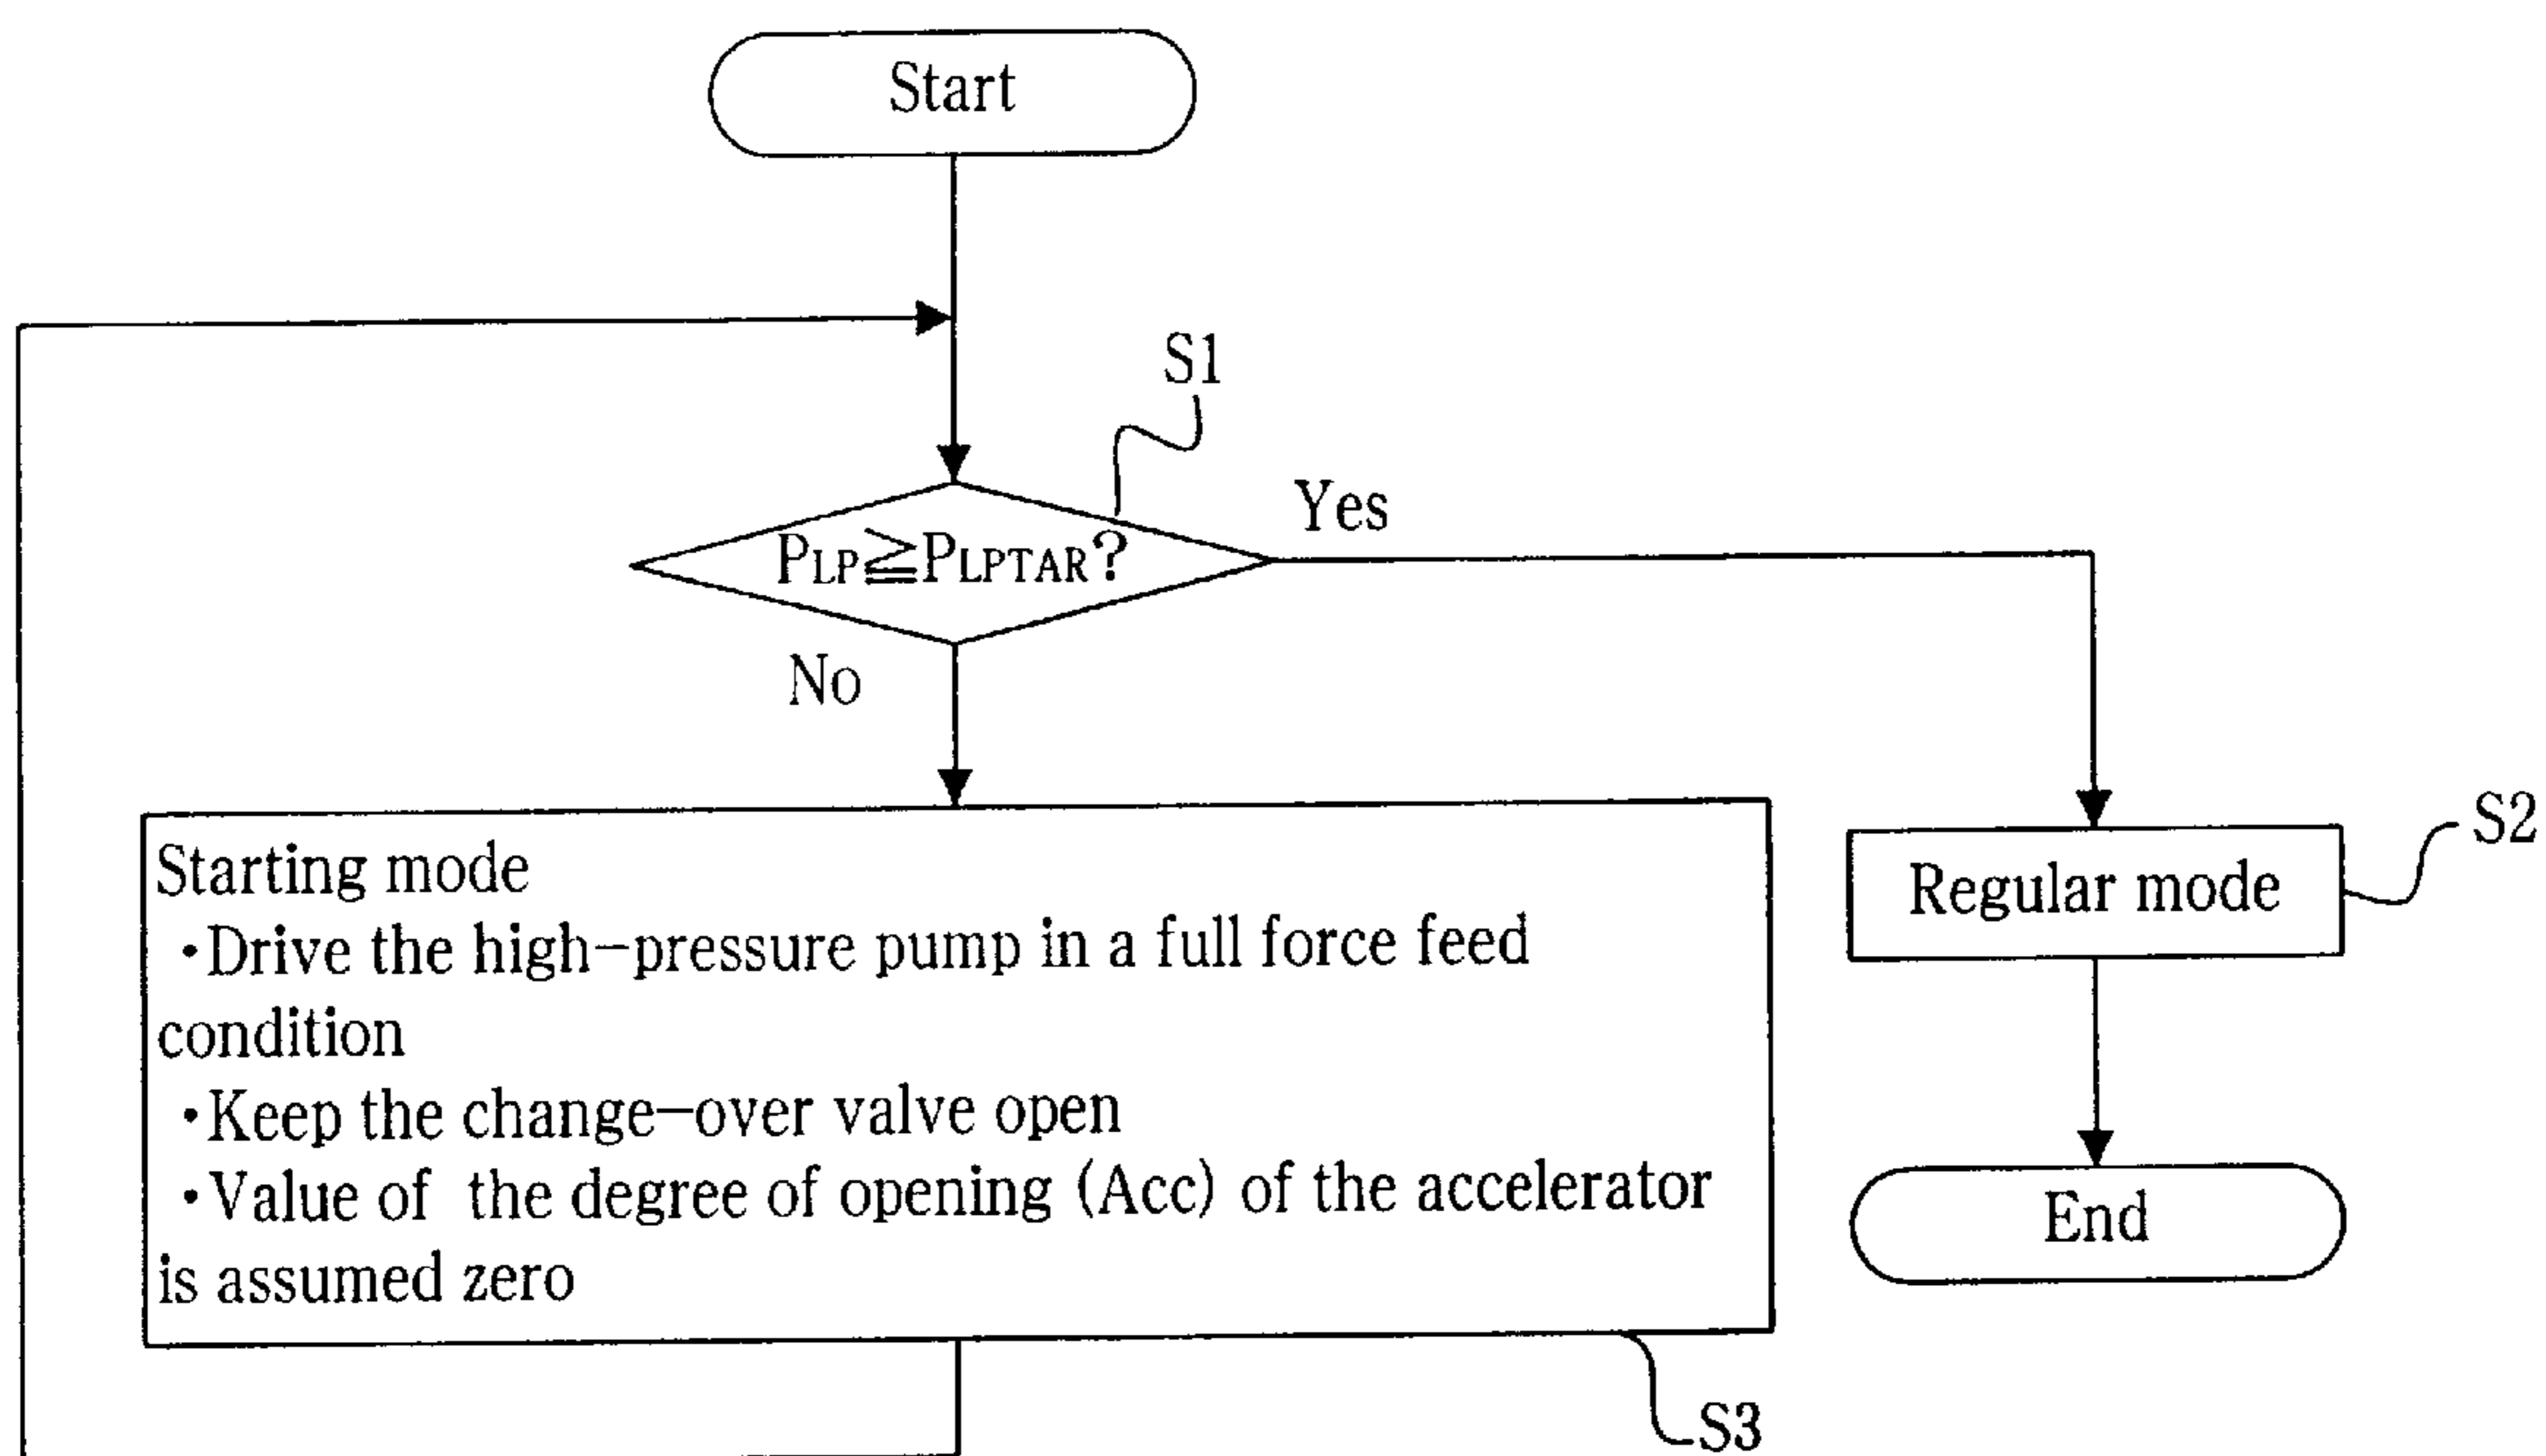 Start
S1
P_LP≧P_LPTAR?
Yes
No
Starting mode
・Drive the high-pressure pump in a full force feed
condition
・Keep the change-over valve open
・Value of the degree of opening (Acc) of the accelerator
is assumed zero
S3
Regular mode
S2
End